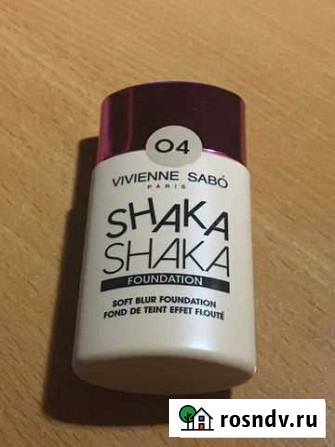 04
VIVIENNE SABÓ
PARIS
SHAKA
SHAKA
FOUNDATION
SOFT BLUR FOUNDATION
FOND DE TEINT EFFET FLOUTÉ
rosndv.ru